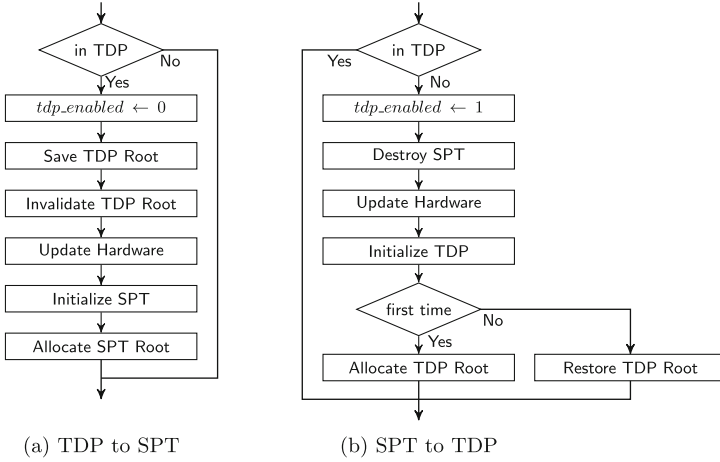 in TDP
No
Yes
tdp_enabled ← 0
Save TDP Root
Invalidate TDP Root
Update Hardware
Initialize SPT
Allocate SPT Root
(a) TDP to SPT
in TDP
Yes
No
tdp_enabled ← 1
Destroy SPT
Update Hardware
Initialize TDP
first time
No
Yes
Allocate TDP Root
Restore TDP Root
(b) SPT to TDP